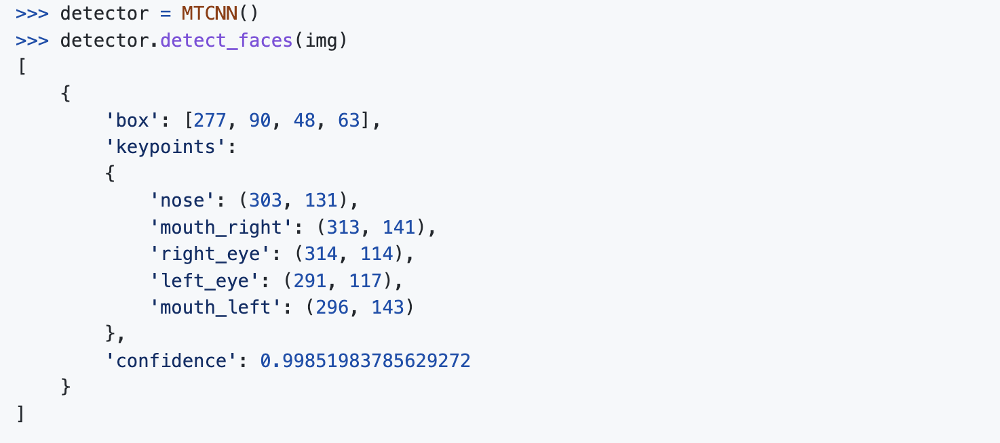 >>> detector = MTCNN()
>>> detector.detect_faces(img)
[
    {
        'box': [277, 90, 48, 63],
        'keypoints':
        {
            'nose': (303, 131),
            'mouth_right': (313, 141),
            'right_eye': (314, 114),
            'left_eye': (291, 117),
            'mouth_left': (296, 143)
        },
        'confidence': 0.99851983785629272
    }
]